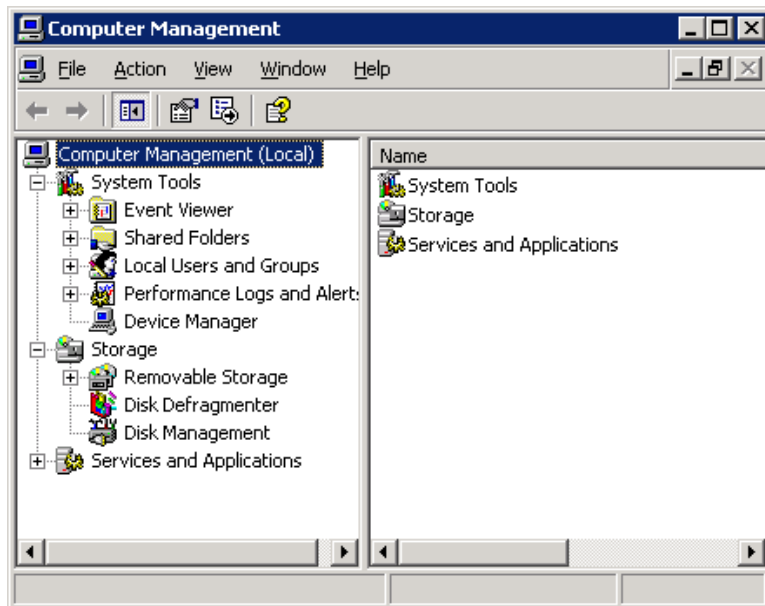 Computer Management
File Action View Window Help
Computer Management (Local)
System Tools
Event Viewer
Shared Folders
Local Users and Groups
Performance Logs and Alert
Device Manager
Storage
Removable Storage
Disk Defragmenter
Disk Management
Services and Applications
Name
System Tools
Storage
Services and Applications